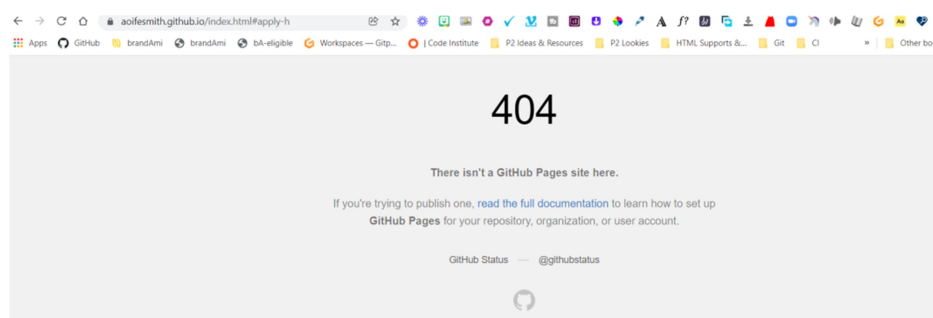 aoifesmith.github.io/index.html#apply-h
Apps GitHub brandAmi brandAmi bA-eligible Workspaces — Gitp... | Code Institute P2 Ideas & Resources P2 Lookies HTML Supports &... Git CI » Other bo
404
There isn't a GitHub Pages site here.
If you're trying to publish one, read the full documentation to learn how to set up
GitHub Pages for your repository, organization, or user account.
GitHub Status — @githubstatus